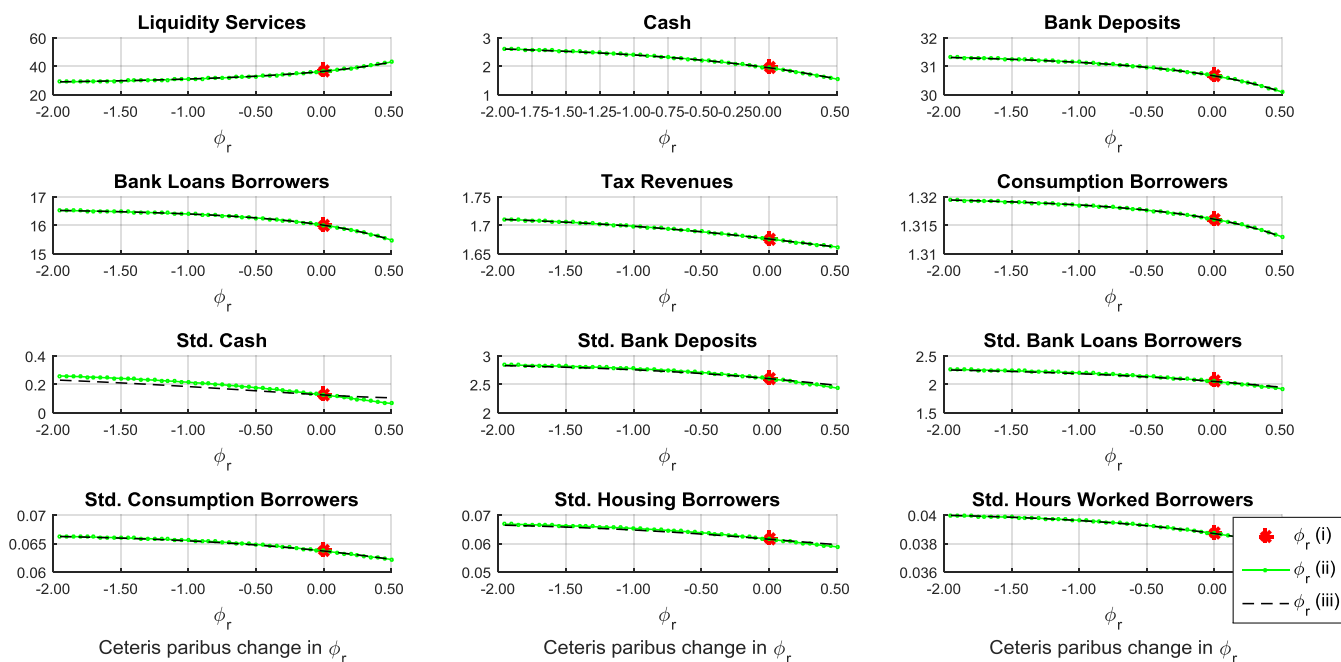 Liquidity Services
60
40
20
-2.00 -1.50 -1.00 -0.50 0.00 0.50
ϕr
Cash
3
2
1
-2.00 -1.75 -1.50 -1.25 -1.00 -0.75 -0.50 -0.25 0.00 0.50
ϕr
Bank Deposits
32
31
30
-2.00 -1.50 -1.00 -0.50 0.00 0.50
ϕr
Bank Loans Borrowers
17
16
15
-2.00 -1.50 -1.00 -0.50 0.00 0.50
ϕr
Tax Revenues
1.75
1.7
1.65
-2.00 -1.50 -1.00 -0.50 0.00 0.50
ϕr
Consumption Borrowers
1.320
1.315
1.31
-2.00 -1.50 -1.00 -0.50 0.00 0.50
ϕr
Std. Cash
0.4
0.2
0
-2.00 -1.50 -1.00 -0.50 0.00 0.50
ϕr
Std. Bank Deposits
3
2.5
2
-2.00 -1.50 -1.00 -0.50 0.00 0.50
ϕr
Std. Bank Loans Borrowers
2.5
2
1.5
-2.00 -1.50 -1.00 -0.50 0.00 0.50
ϕr
Std. Consumption Borrowers
0.07
0.065
0.06
-2.00 -1.50 -1.00 -0.50 0.00 0.50
ϕr
Ceteris paribus change in ϕr
Std. Housing Borrowers
0.07
0.06
0.05
-2.00 -1.50 -1.00 -0.50 0.00 0.50
ϕr
Ceteris paribus change in ϕr
Std. Hours Worked Borrowers
0.04
0.038
0.036
-2.00 -1.50 -1.00 -0.50 0.00
ϕr
Ceteris paribus change in ϕr
ϕr (i)
ϕr (ii)
ϕr (iii)